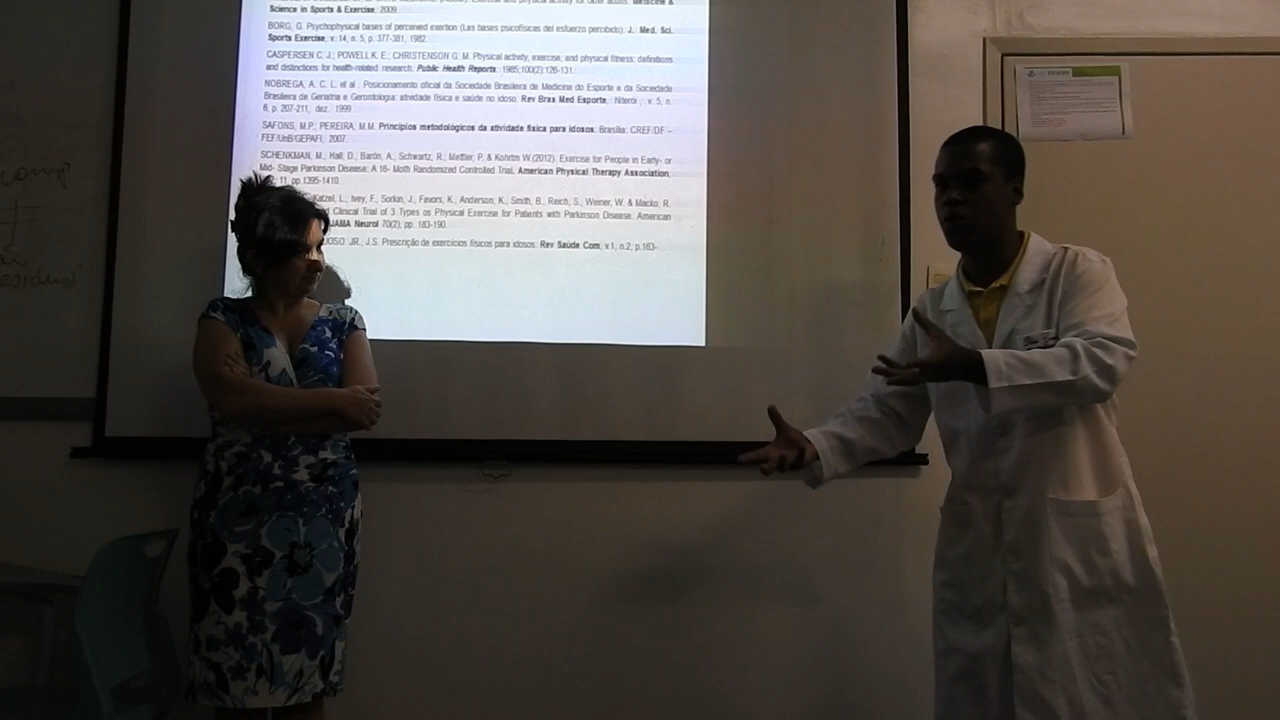 Science in Sports & Exercise, 2009.
BORG, G. Psychophysical bases of perceived exertion (Las bases psicofísicas del esfuerzo percibido). J. Med. Sci.
Sports Exercise, v. 14, n. 5, p. 377-381, 1982.
CASPERSEN C. J.; POWELL K. E.; CHRISTENSON G. M. Physical activity, exercise, and physical fitness: definitions
and distinctions for health-related research. Public Health Reports. 1985;100(2):126-131.
NOBREGA, A. C. L. et al . Posicionamento oficial da Sociedade Brasileira de Medicina do Esporte e da Sociedade
Brasileira de Geriatria e Gerontologia: atividade física e saúde no idoso. Rev Bras Med Esporte, Niterói , v. 5, n.
6, p. 207-211, dez. 1999 .
SAFONS, M.P.; PEREIRA, M.M. Princípios metodológicos da atividade física para idosos. Brasília: CREF/DF –
FEF/UnB/GEPAFI, 2007.
SCHENKMAN, M., Hall, D., Barón, A., Schwartz, R., Mettler, P. & Kohrtm W.(2012). Exercise for People in Early- or
Mid- Stage Parkinson Disease: A 16- Moth Randomized Controlled Trial. American Physical Therapy Association,
11, pp.1395-1410.
Katzel, L., Ivey, F., Sorkin, J., Favors, K., Anderson, K., Smith, B., Reich, S., Weiner, W. & Macko, R.
Clinical Trial of 3 Types os Physical Exercise for Patients with Parkinson Disease. American
JAMA Neurol 70(2), pp. 183-190.
JR., J.S. Prescrição de exercícios físicos para idosos. Rev Saúde Com, v.1, n.2, p.163-